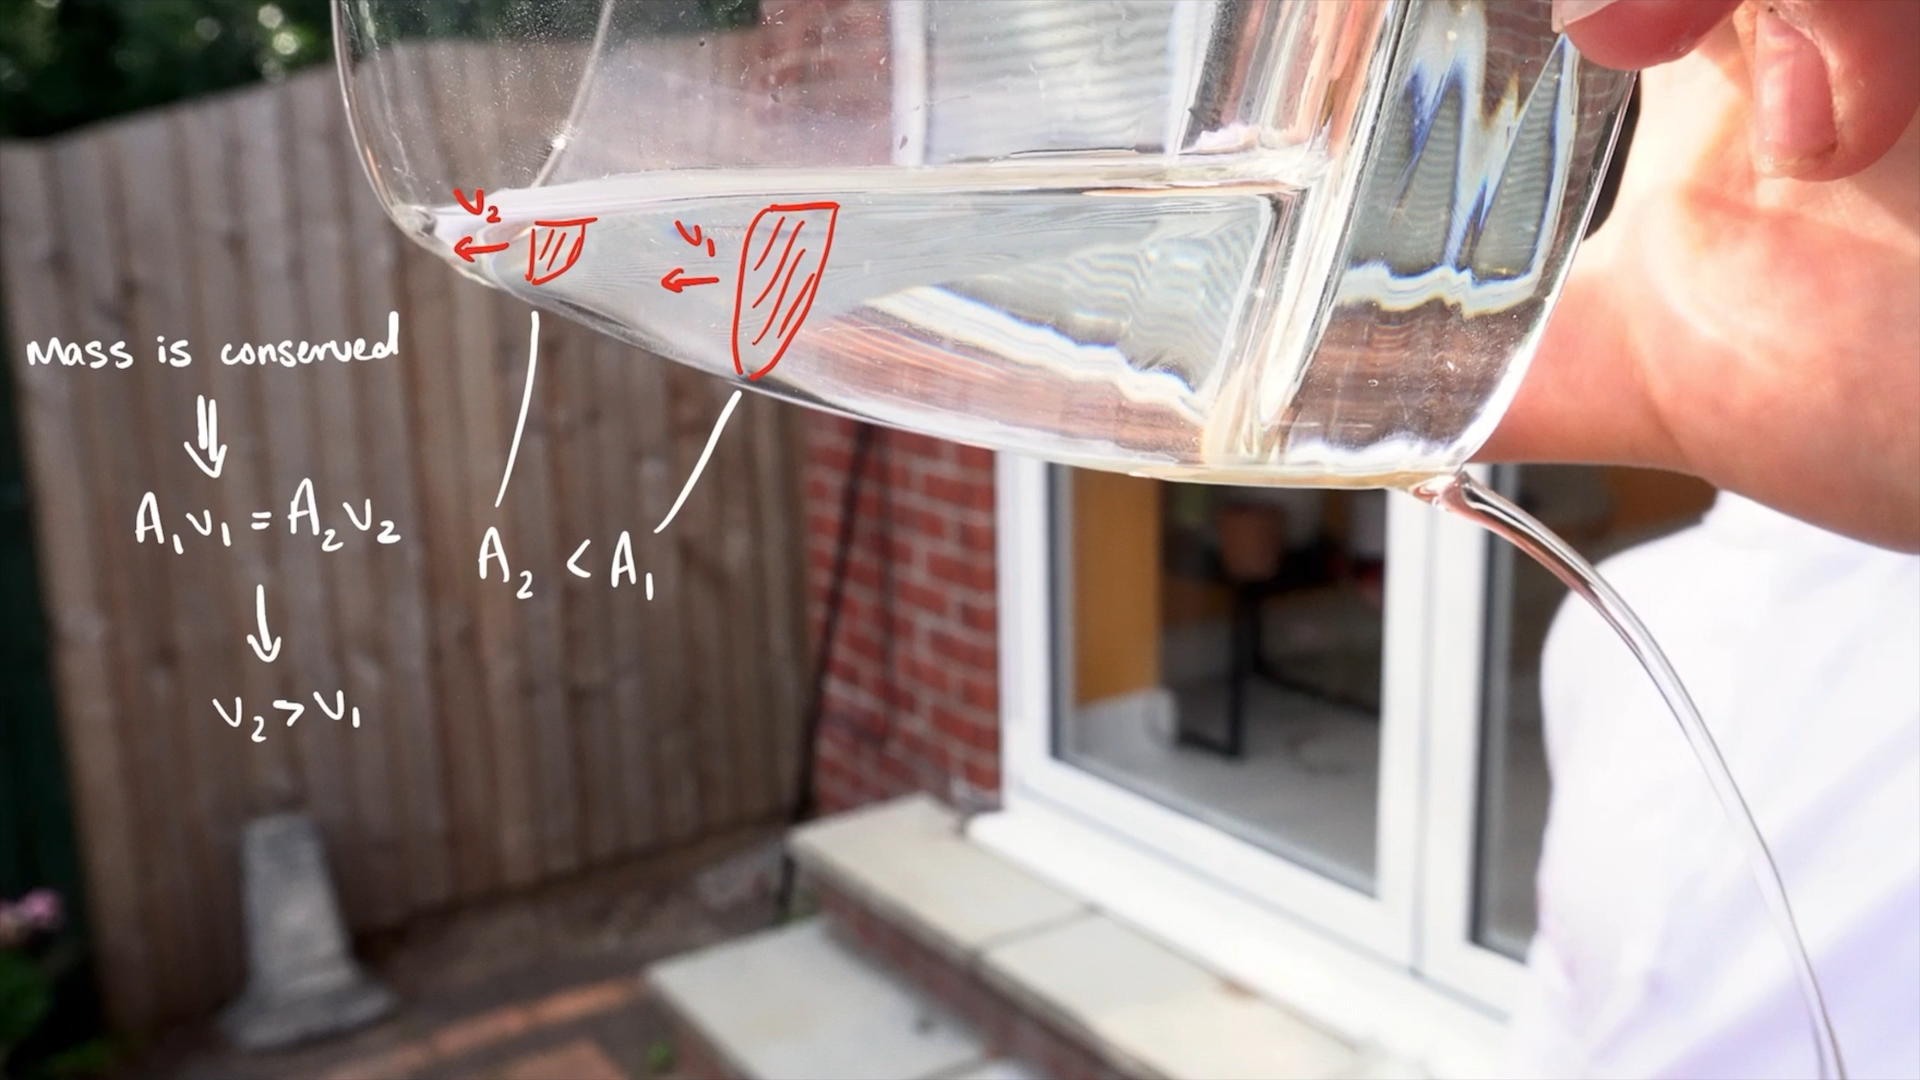 v₂
v₁
Mass is conserved
A₁v₁ = A₂v₂
A₂ < A₁
v₂ > v₁